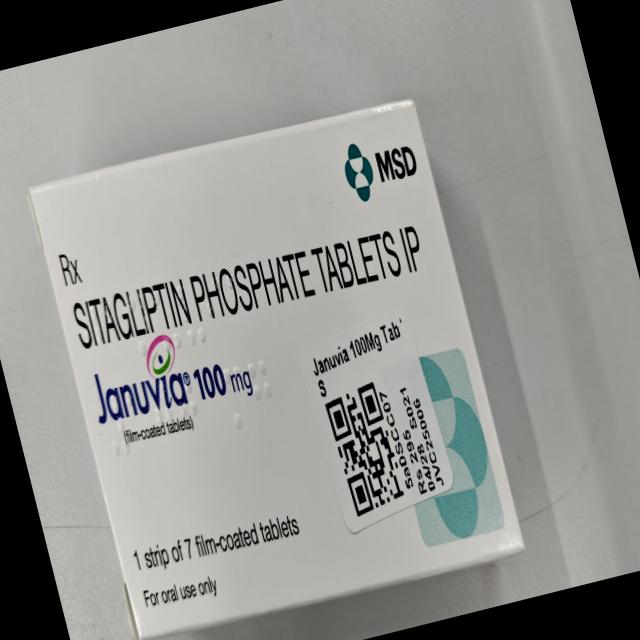 MSD
Rx
SITAGLIPTIN PHOSPHATE TABLETS IP
Januvia® 100 mg
(film-coated tablets)
Januvia 100Mg Tab
S
1 strip of 7 film-coated tablets
For oral use only